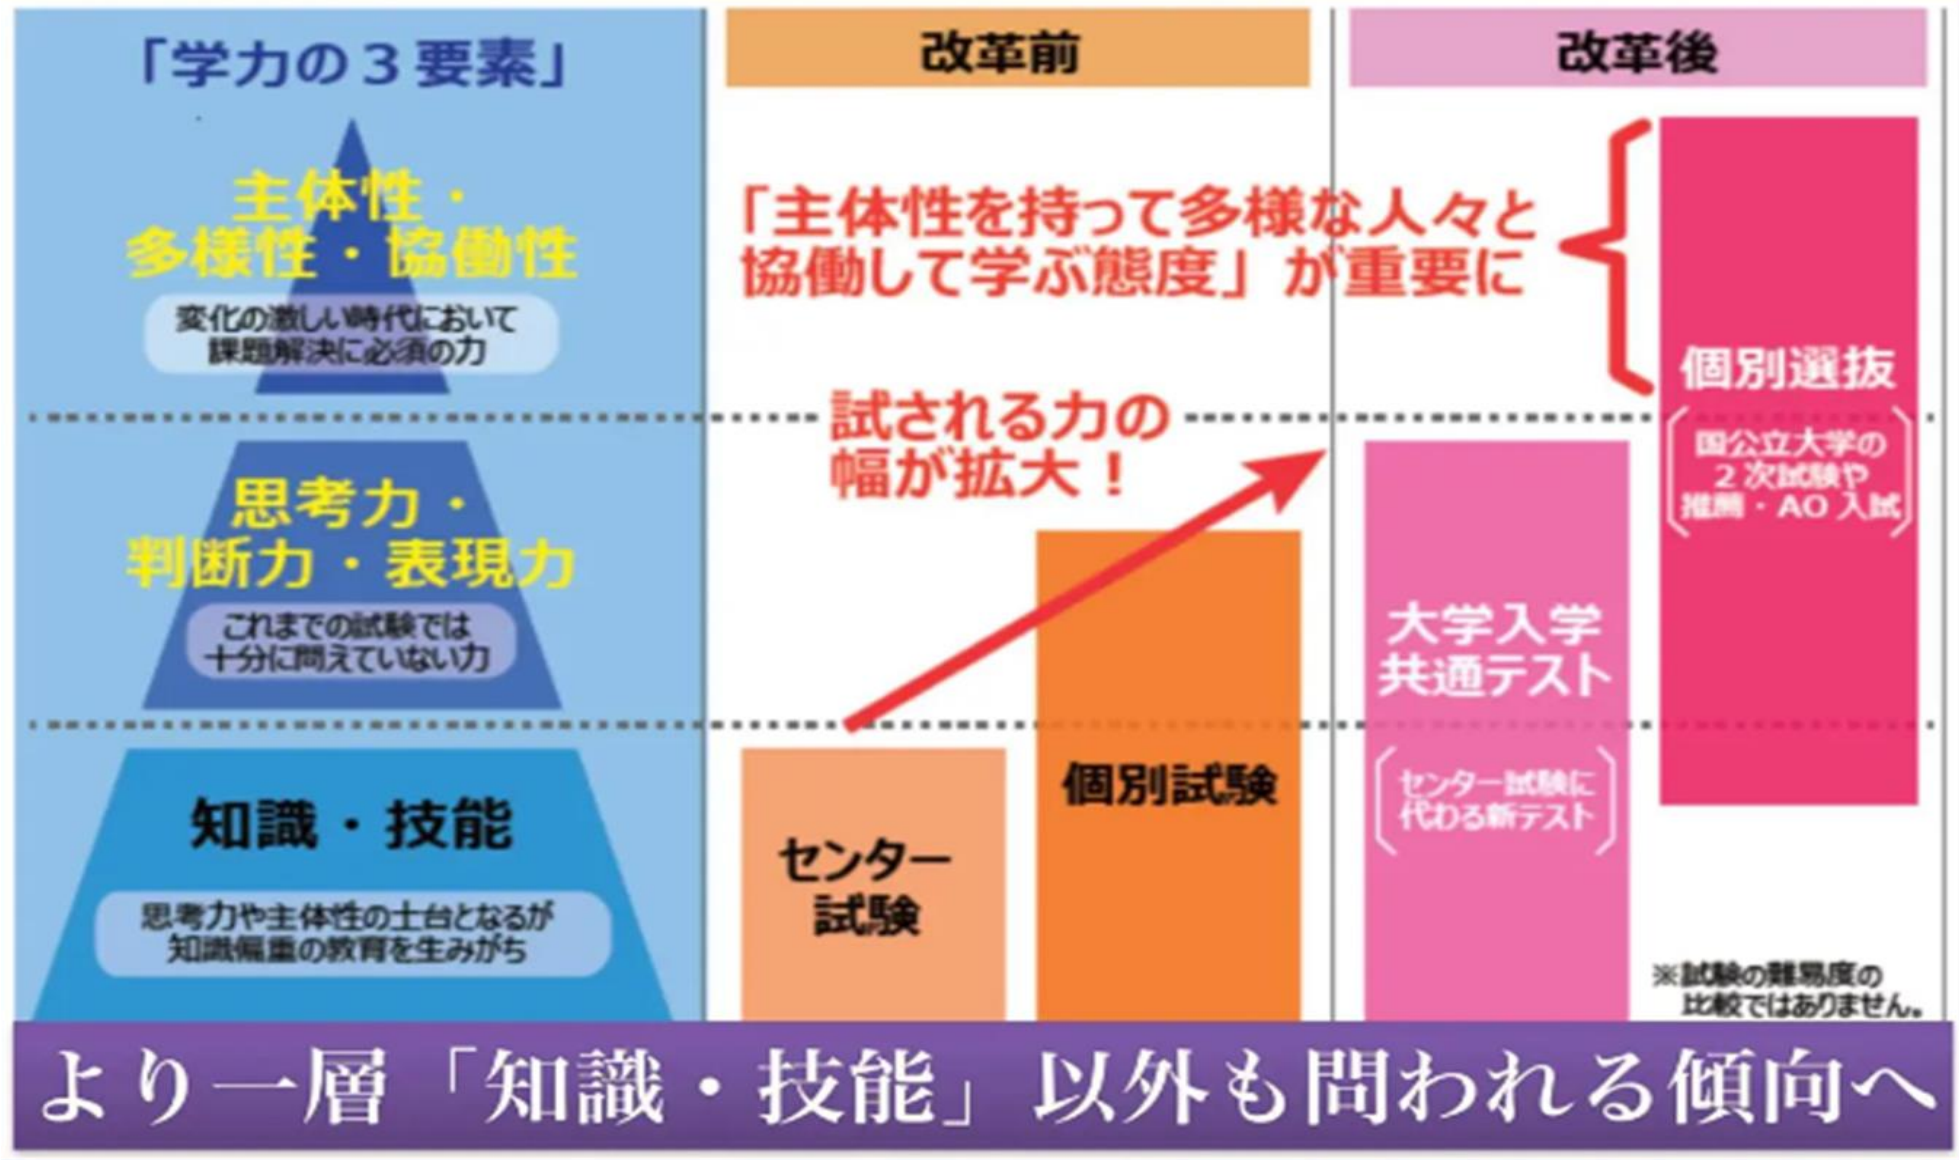 「学力の3要素」
主体性・
多様性・協働性
変化の激しい時代において
課題解決に必須の力
思考力・
判断力・表現力
これまでの試験では
十分に問えていない力
知識・技能
思考力や主体性の土台となるが
知識偏重の教育を生みがち
改革前
改革後
「主体性を持って多様な人々と
協働して学ぶ態度」が重要に
試される力の
幅が拡大！
センター
試験
個別試験
大学入学
共通テスト
センター試験に
代わる新テスト
個別選抜
国公立大学の
2次試験や
推薦・AO入試
※試験の難易度の
比較ではありません。
より一層「知識・技能」以外も問われる傾向へ